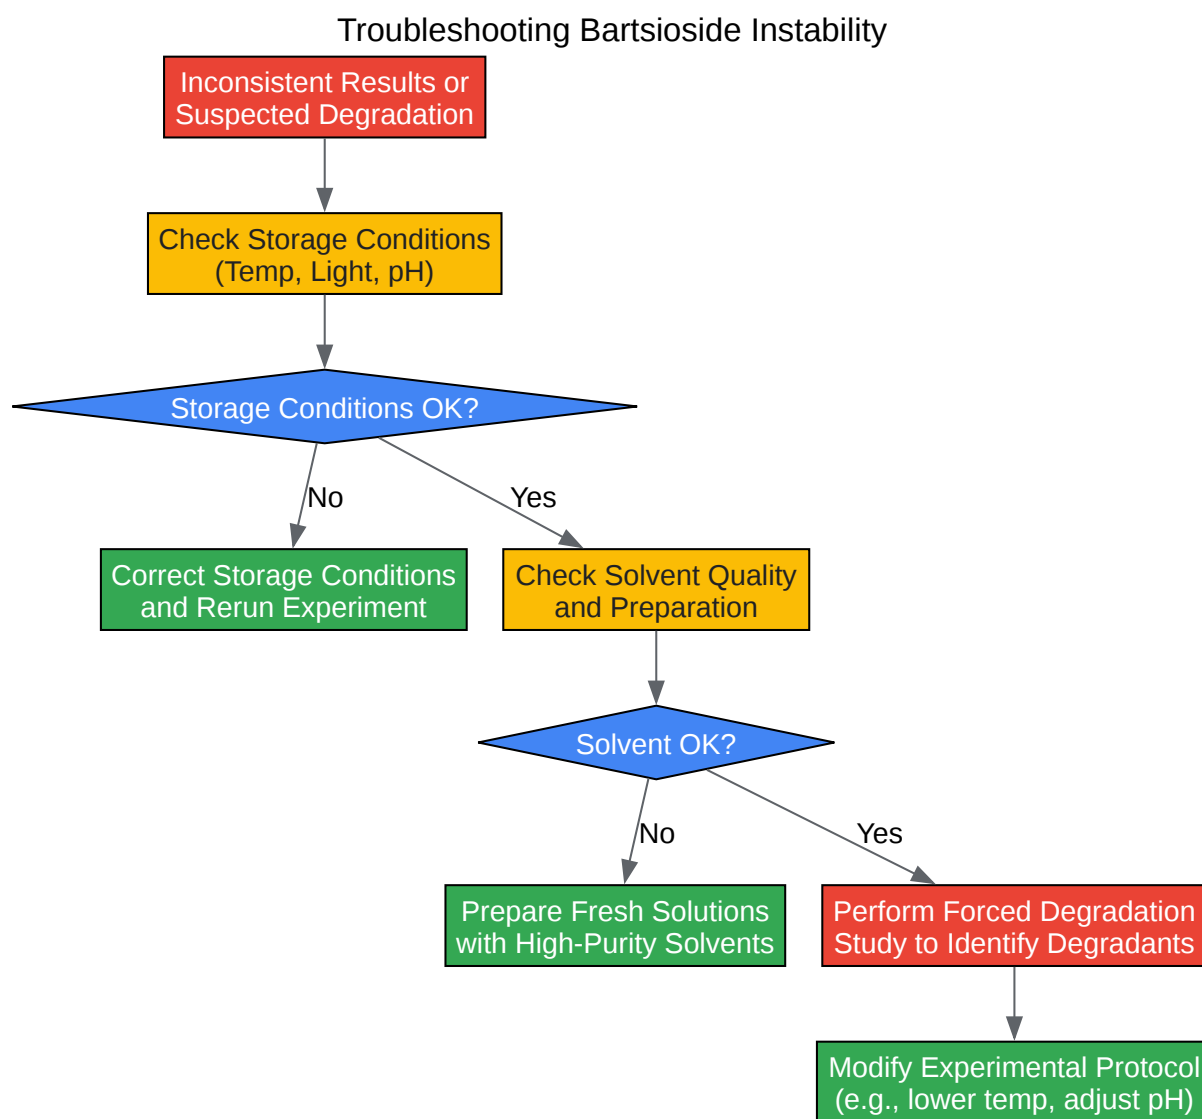 Troubleshooting Bartsioside Instability
Inconsistent Results or
Suspected Degradation
Check Storage Conditions
(Temp, Light, pH)
Storage Conditions OK?
No
Yes
Correct Storage Conditions
and Rerun Experiment
Check Solvent Quality
and Preparation
Solvent OK?
No
Yes
Prepare Fresh Solutions
with High-Purity Solvents
Perform Forced Degradation
Study to Identify Degradants
Modify Experimental Protocol
(e.g., lower temp, adjust pH)